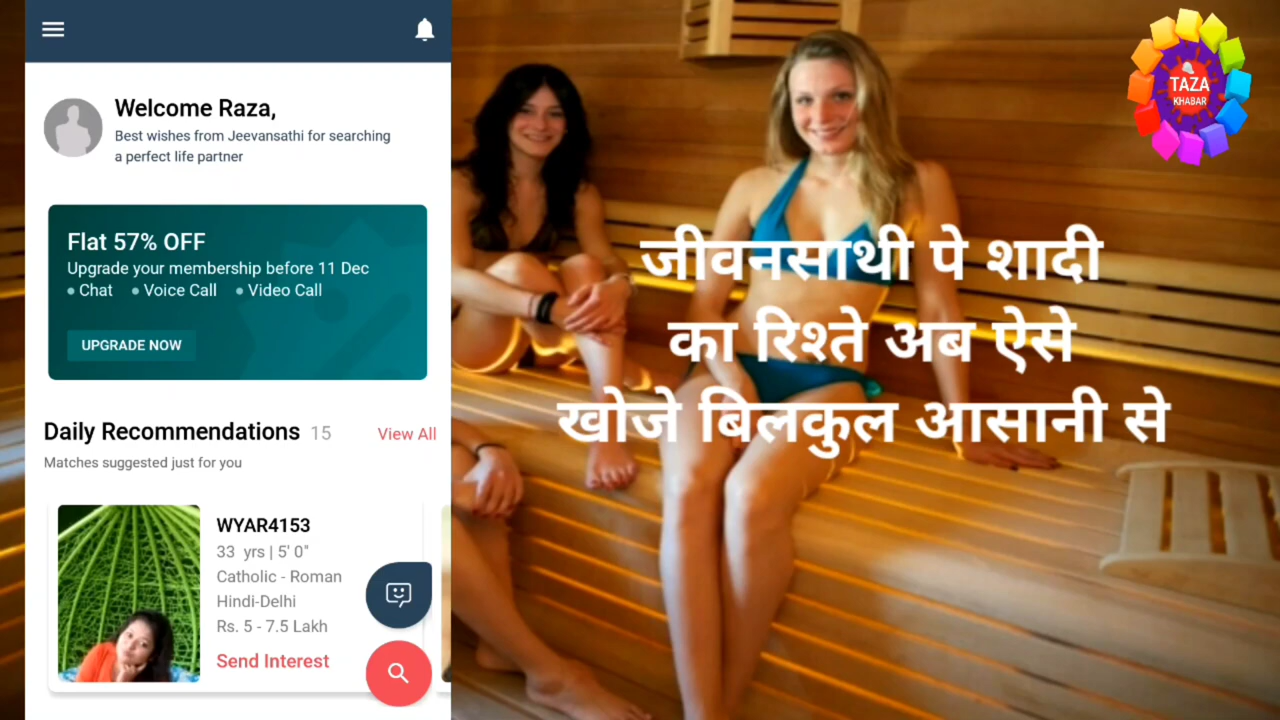 Welcome Raza,
Best wishes from Jeevansathi for searching
a perfect life partner
Flat 57% OFF
Upgrade your membership before 11 Dec
• Chat • Voice Call • Video Call
UPGRADE NOW
Daily Recommendations 15 View All
Matches suggested just for you
WYAR4153
33 yrs | 5' 0"
Catholic - Roman
Hindi-Delhi
Rs. 5 - 7.5 Lakh
Send Interest
TAZA
KHABAR
जीवनसाथी पे शादी
का रिश्ते अब ऐसे
खोजे बिलकुल आसानी से